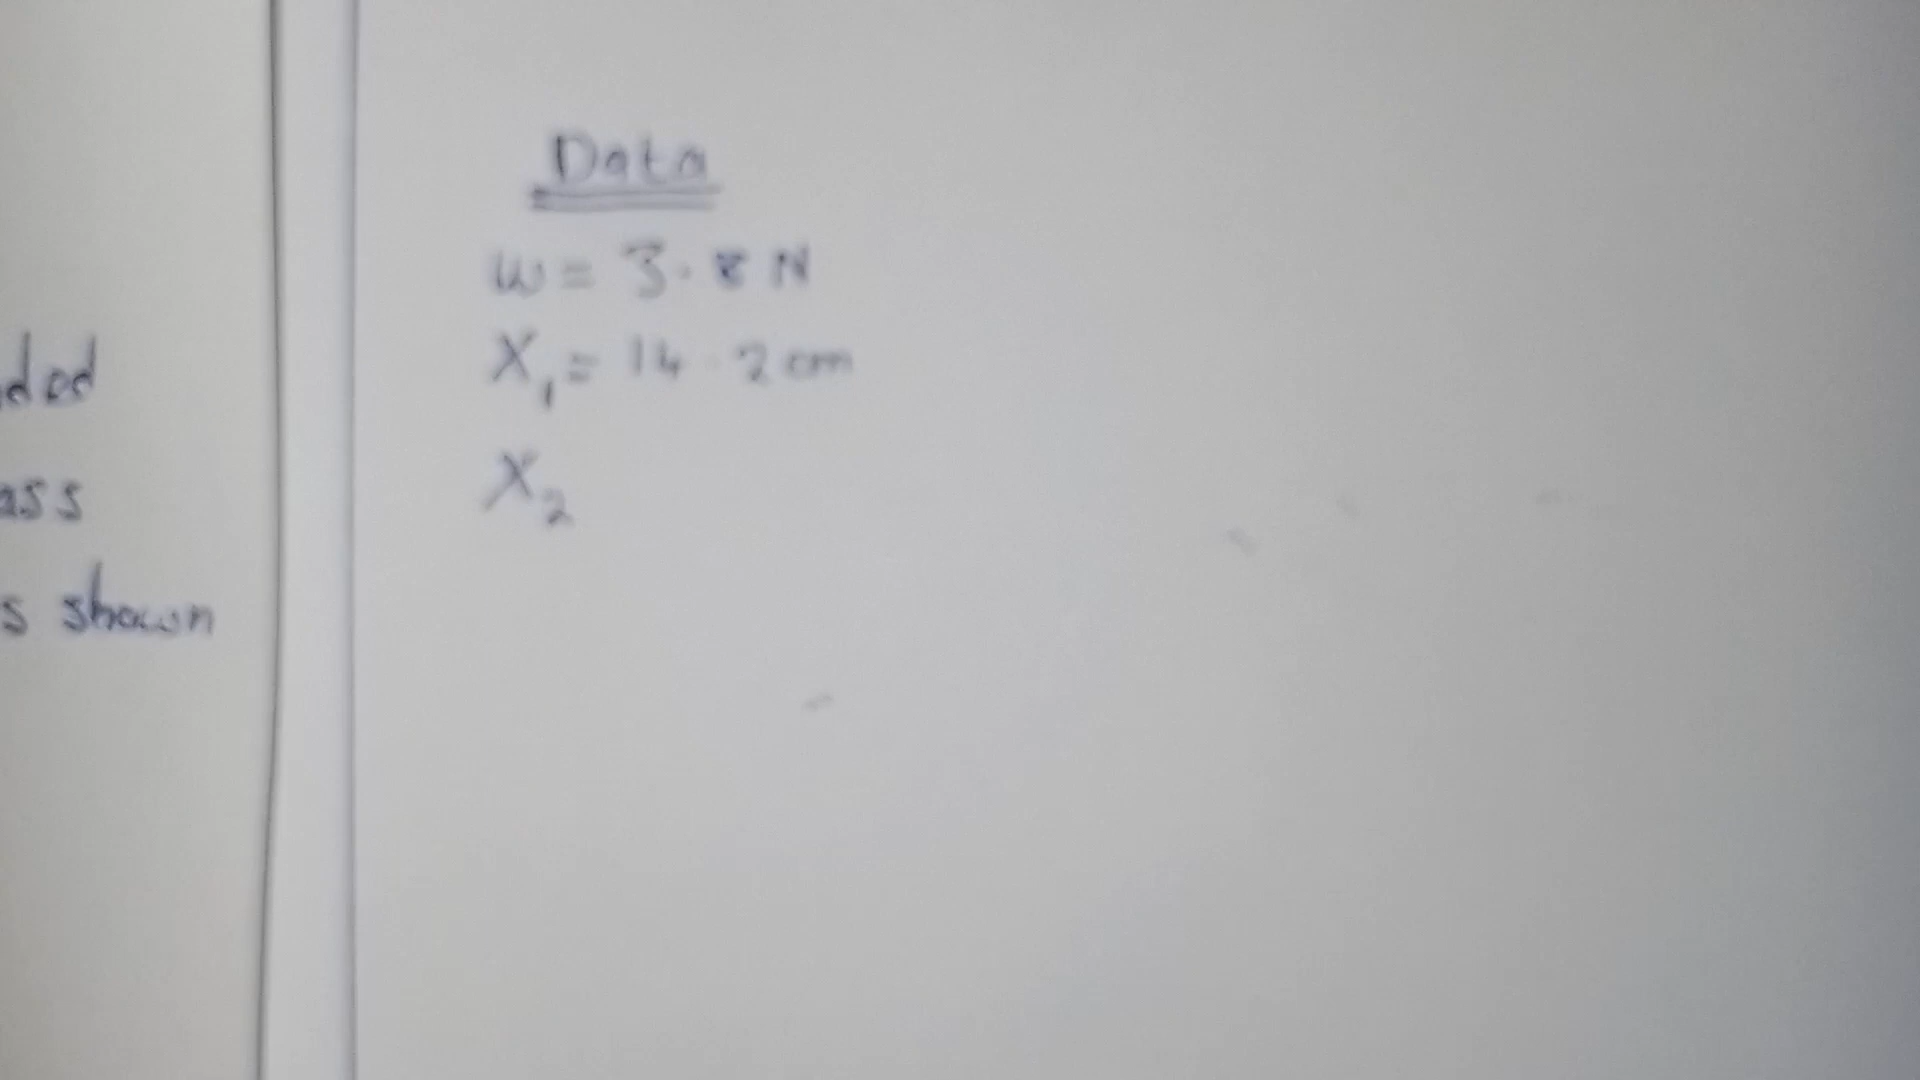 Data
w = 3.8 N
X₁ = 14.2 cm
X₂
ded
ass
s shown